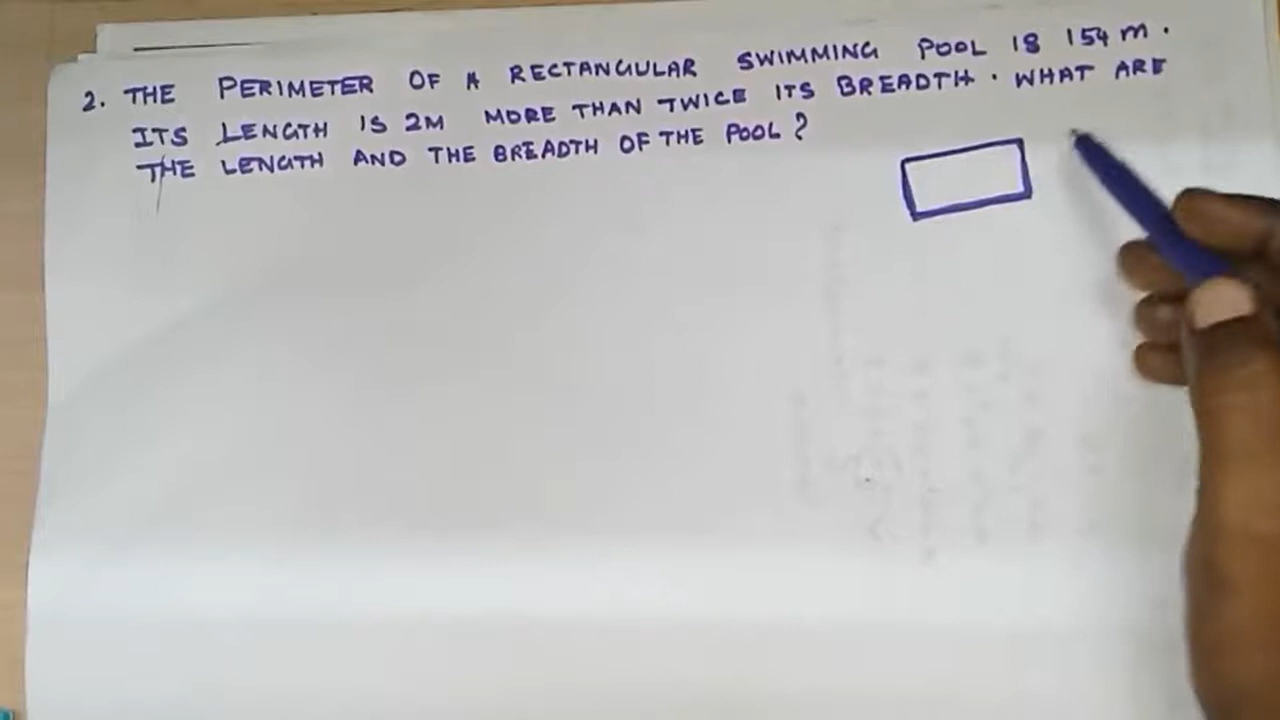 2. THE PERIMETER OF A RECTANGULAR SWIMMING POOL IS 154 m.
ITS LENGTH IS 2M MORE THAN TWICE ITS BREADTH. WHAT ARE
THE LENGTH AND THE BREADTH OF THE POOL?